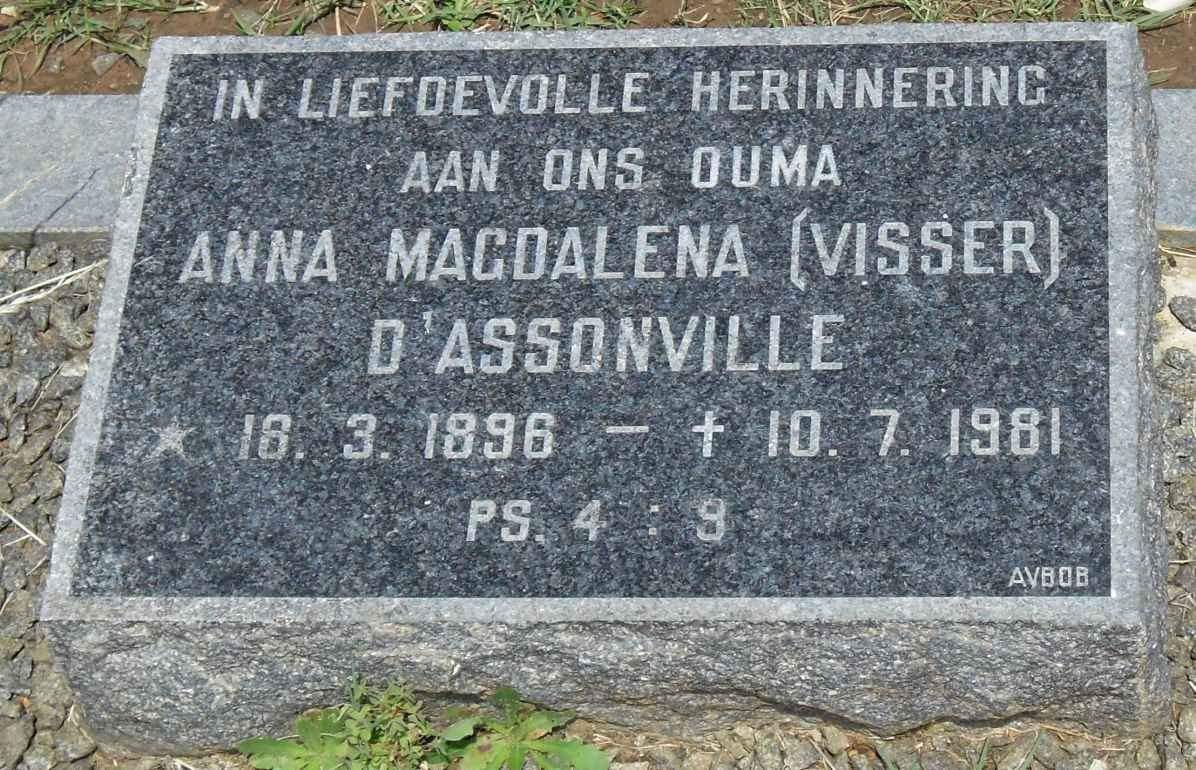 IN LIEFDEVOLLE HERINNERING
AAN ONS OUMA
ANNA MAGDALENA (VISSER)
D'ASSONVILLE
★ 18. 3. 1896 — † 10. 7. 1981
PS. 4 : 9
AVBOB